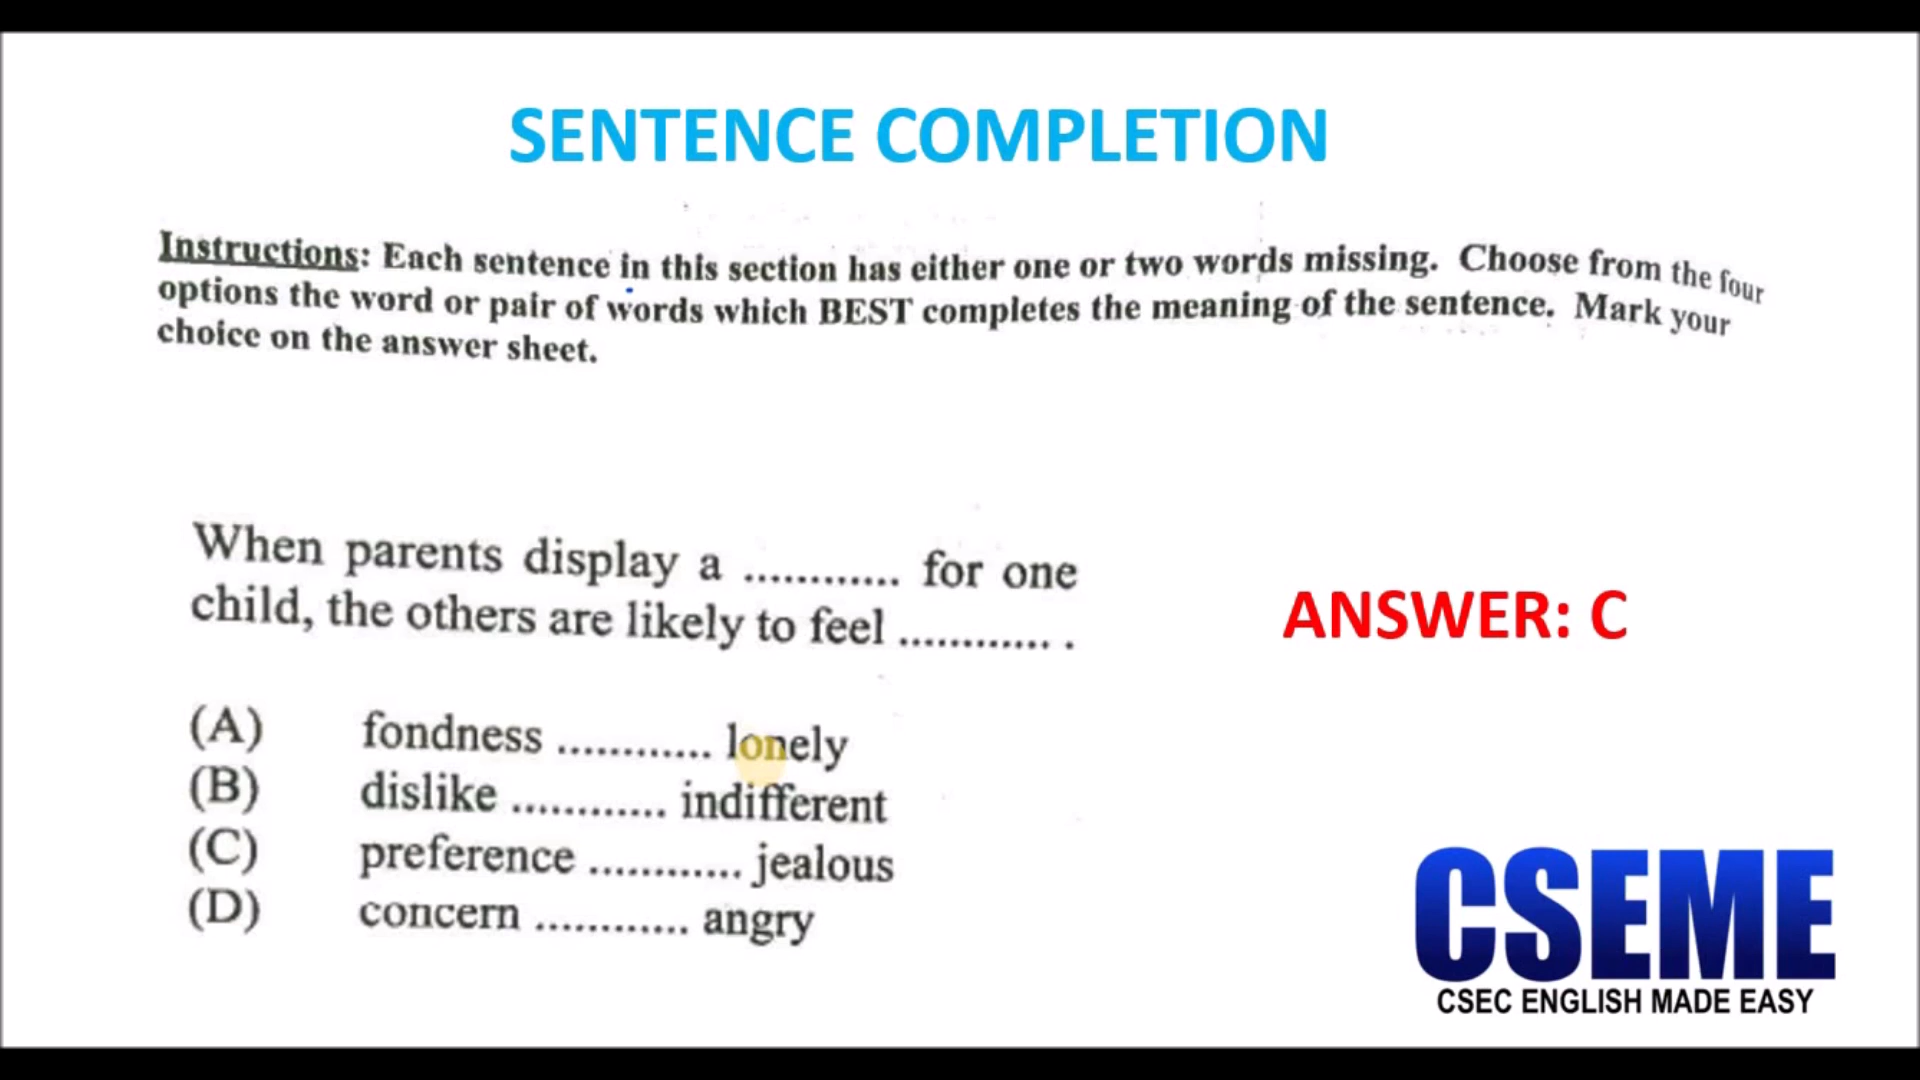 SENTENCE COMPLETION
Instructions: Each sentence in this section has either one or two words missing. Choose from the four
options the word or pair of words which BEST completes the meaning of the sentence. Mark your
choice on the answer sheet.
When parents display a ............ for one
child, the others are likely to feel ............ .
ANSWER: C
(A) fondness ............ lonely
(B) dislike ............ indifferent
(C) preference ............ jealous
(D) concern ............ angry
CSEME
CSEC ENGLISH MADE EASY